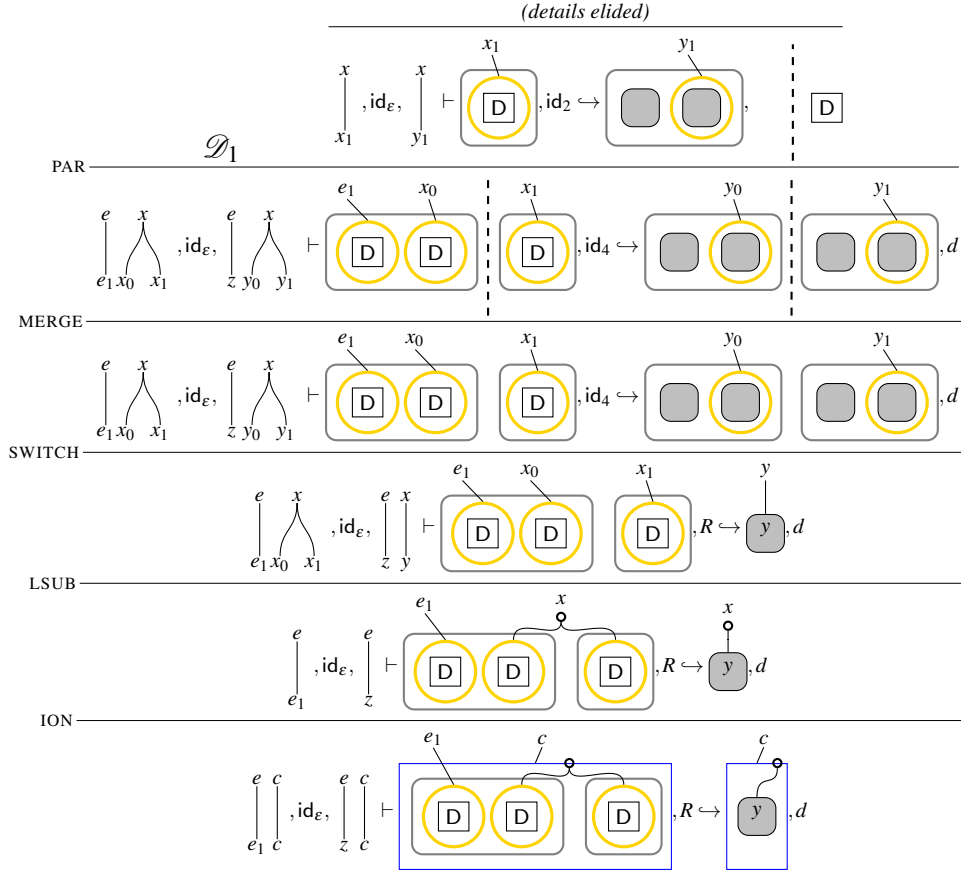 (details elided)
x x x₁ y₁
, id_ε, ⊢ D , id₂ ↪ , D
x₁ y₁
𝒟₁
PAR
e x e x e₁ x₀ x₁ y₀ y₁
, id_ε, ⊢ D D D , id₄ ↪ , d
e₁ x₀ x₁ z y₀ y₁
MERGE
e x e x e₁ x₀ x₁ y₀ y₁
, id_ε, ⊢ D D D , id₄ ↪ , d
e₁ x₀ x₁ z y₀ y₁
SWITCH
e x e x e₁ x₀ x₁ y
, id_ε, ⊢ D D D , R ↪ y , d
e₁ x₀ x₁ z y
LSUB
e e e₁ x x
, id_ε, ⊢ D D D , R ↪ y , d
e₁ z
ION
e c e c e₁ c c
, id_ε, ⊢ D D D , R ↪ y , d
e₁ c z c